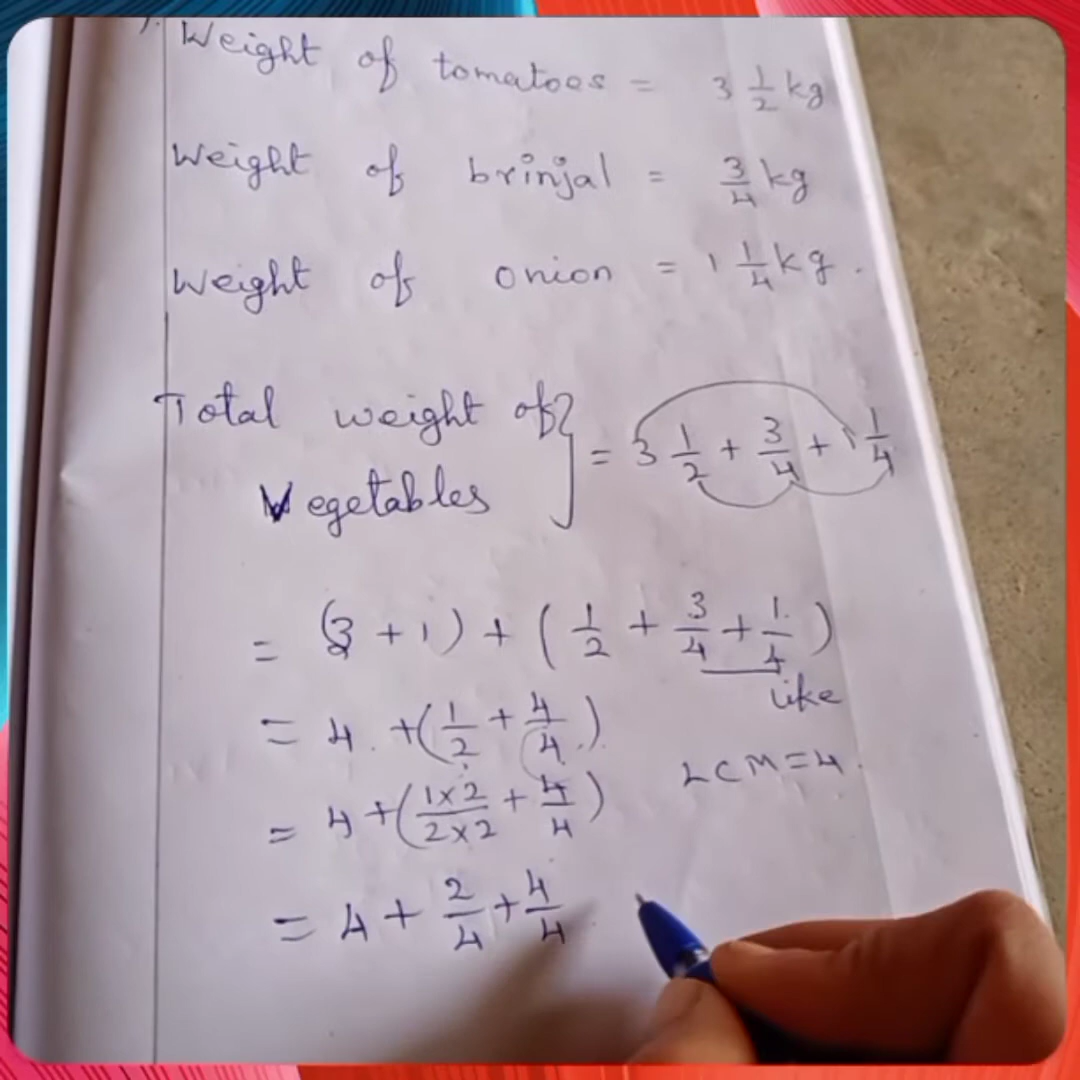 1. Weight of tomatoes = 3 1/2 kg
Weight of brinjal = 3/4 kg
Weight of onion = 1 1/4 kg.
Total weight of } = 3 1/2 + 3/4 + 1 1/4
Vegetables
= (3 + 1) + (1/2 + 3/4 + 1/4)
like
= 4 + (1/2 + 4/4)
LCM = 4.
= 4 + (1x2/2x2 + 4/4)
= 4 + 2/4 + 4/4